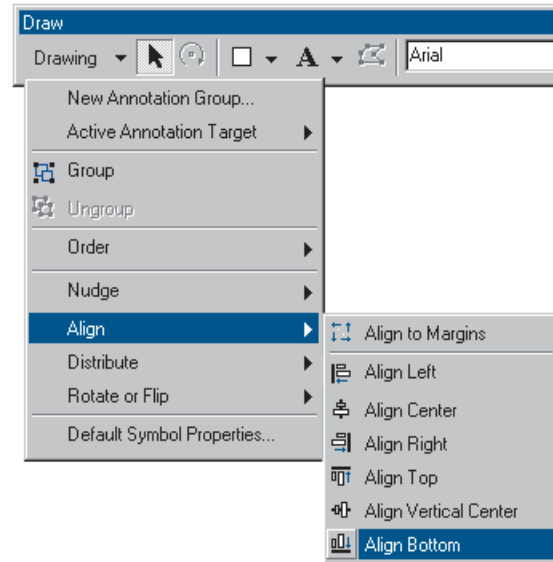 Draw
Drawing A Arial
New Annotation Group...
Active Annotation Target
Group
Ungroup
Order
Nudge
Align
Distribute
Rotate or Flip
Default Symbol Properties...
Align to Margins
Align Left
Align Center
Align Right
Align Top
Align Vertical Center
Align Bottom